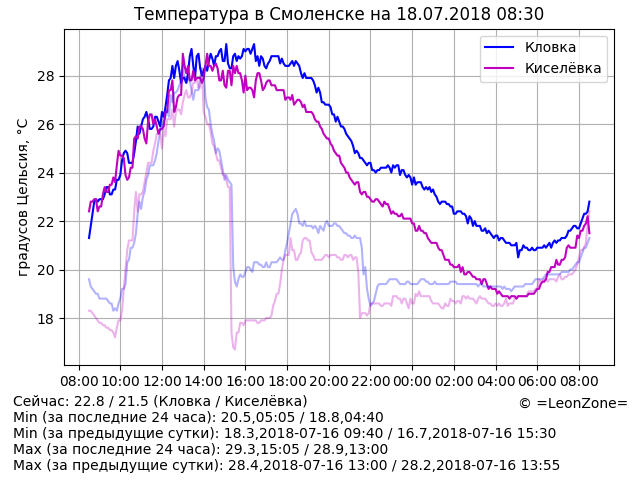 Температура в Смоленске на 18.07.2018 08:30
градусов Цельсия, °C
28
26
24
22
20
18
Кловка
Киселёвка
08:00 10:00 12:00 14:00 16:00 18:00 20:00 22:00 00:00 02:00 04:00 06:00 08:00
Сейчас: 22.8 / 21.5 (Кловка / Киселёвка)
© =LeonZone=
Min (за последние 24 часа): 20.5,05:05 / 18.8,04:40
Min (за предыдущие сутки): 18.3,2018-07-16 09:40 / 16.7,2018-07-16 15:30
Max (за последние 24 часа): 29.3,15:05 / 28.9,13:00
Max (за предыдущие сутки): 28.4,2018-07-16 13:00 / 28.2,2018-07-16 13:55